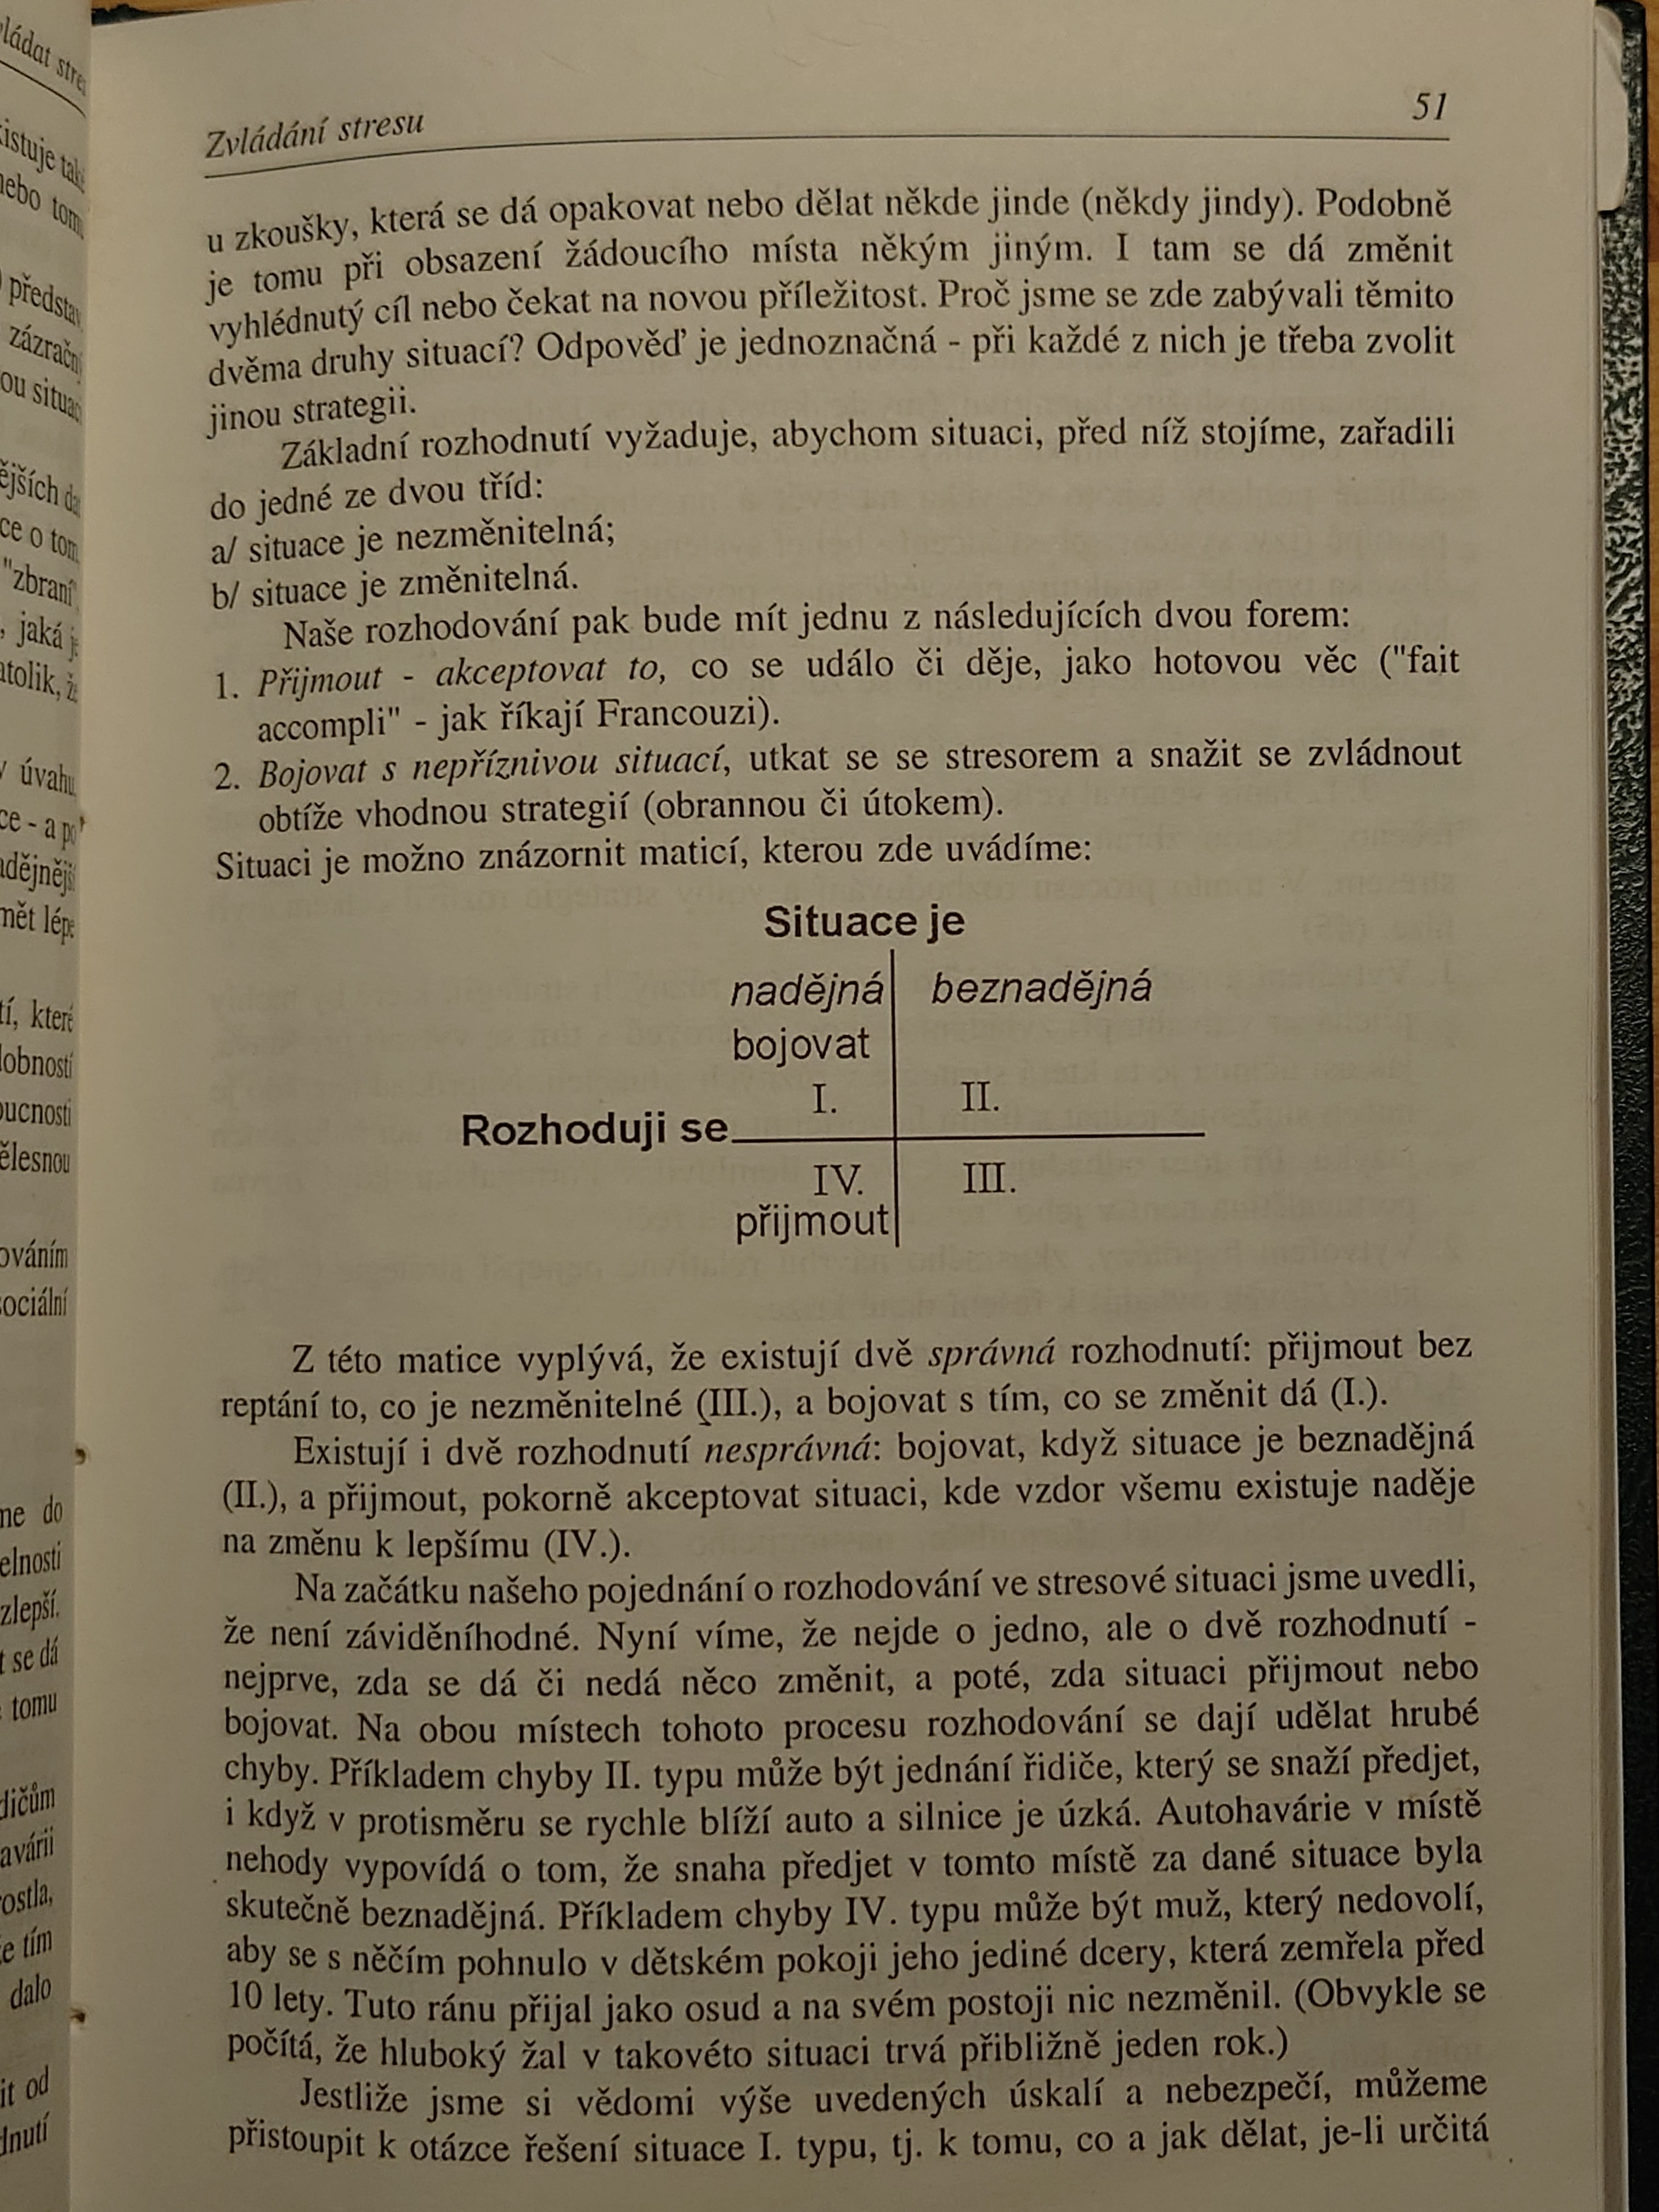 Zvládání stresu 51
u zkoušky, která se dá opakovat nebo dělat někde jinde (někdy jindy). Podobně
je tomu při obsazení žádoucího místa někým jiným. I tam se dá změnit
vyhlédnutý cíl nebo čekat na novou příležitost. Proč jsme se zde zabývali těmito
dvěma druhy situací? Odpověď je jednoznačná - při každé z nich je třeba zvolit
jinou strategii.
Základní rozhodnutí vyžaduje, abychom situaci, před níž stojíme, zařadili
do jedné ze dvou tříd:
a/ situace je nezměnitelná;
b/ situace je změnitelná.
Naše rozhodování pak bude mít jednu z následujících dvou forem:
1. Přijmout - akceptovat to, co se událo či děje, jako hotovou věc ("fait
accompli" - jak říkají Francouzi).
2. Bojovat s nepříznivou situací, utkat se se stresorem a snažit se zvládnout
obtíže vhodnou strategií (obrannou či útokem).
Situaci je možno znázornit maticí, kterou zde uvádíme:
Situace je
nadějná beznadějná
bojovat
I. II.
Rozhoduji se
IV. III.
přijmout
Z této matice vyplývá, že existují dvě správná rozhodnutí: přijmout bez
reptání to, co je nezměnitelné (III.), a bojovat s tím, co se změnit dá (I.).
Existují i dvě rozhodnutí nesprávná: bojovat, když situace je beznadějná
(II.), a přijmout, pokorně akceptovat situaci, kde vzdor všemu existuje naděje
na změnu k lepšímu (IV.).
Na začátku našeho pojednání o rozhodování ve stresové situaci jsme uvedli,
že není záviděníhodné. Nyní víme, že nejde o jedno, ale o dvě rozhodnutí -
nejprve, zda se dá či nedá něco změnit, a poté, zda situaci přijmout nebo
bojovat. Na obou místech tohoto procesu rozhodování se dají udělat hrubé
chyby. Příkladem chyby II. typu může být jednání řidiče, který se snaží předjet,
i když v protisměru se rychle blíží auto a silnice je úzká. Autohavárie v místě
nehody vypovídá o tom, že snaha předjet v tomto místě za dané situace byla
skutečně beznadějná. Příkladem chyby IV. typu může být muž, který nedovolí,
aby se s něčím pohnulo v dětském pokoji jeho jediné dcery, která zemřela před
10 lety. Tuto ránu přijal jako osud a na svém postoji nic nezměnil. (Obvykle se
počítá, že hluboký žal v takovéto situaci trvá přibližně jeden rok.)
Jestliže jsme si vědomi výše uvedených úskalí a nebezpečí, můžeme
přistoupit k otázce řešení situace I. typu, tj. k tomu, co a jak dělat, je-li určitá